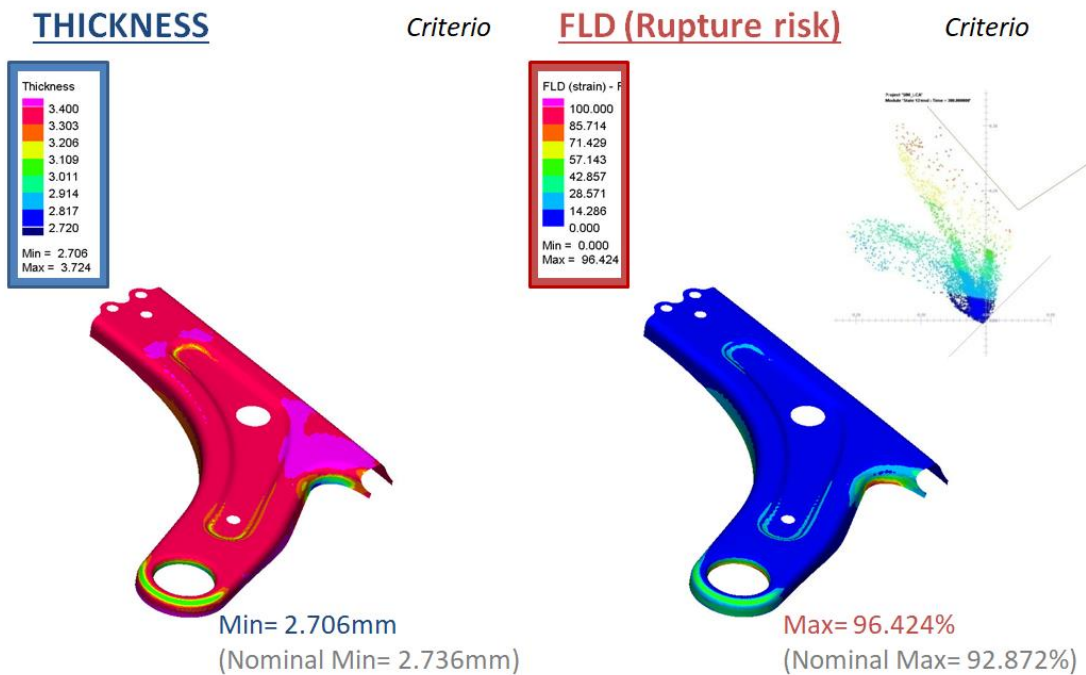 THICKNESS
Criterio
FLD (Rupture risk)
Criterio
Thickness
3.400
3.303
3.206
3.109
3.011
2.914
2.817
2.720
Min = 2.706
Max = 3.724
FLD (strain) - F
100.000
85.714
71.429
57.143
42.857
28.571
14.286
0.000
Min = 0.000
Max = 96.424
Min= 2.706mm
(Nominal Min= 2.736mm)
Max= 96.424%
(Nominal Max= 92.872%)